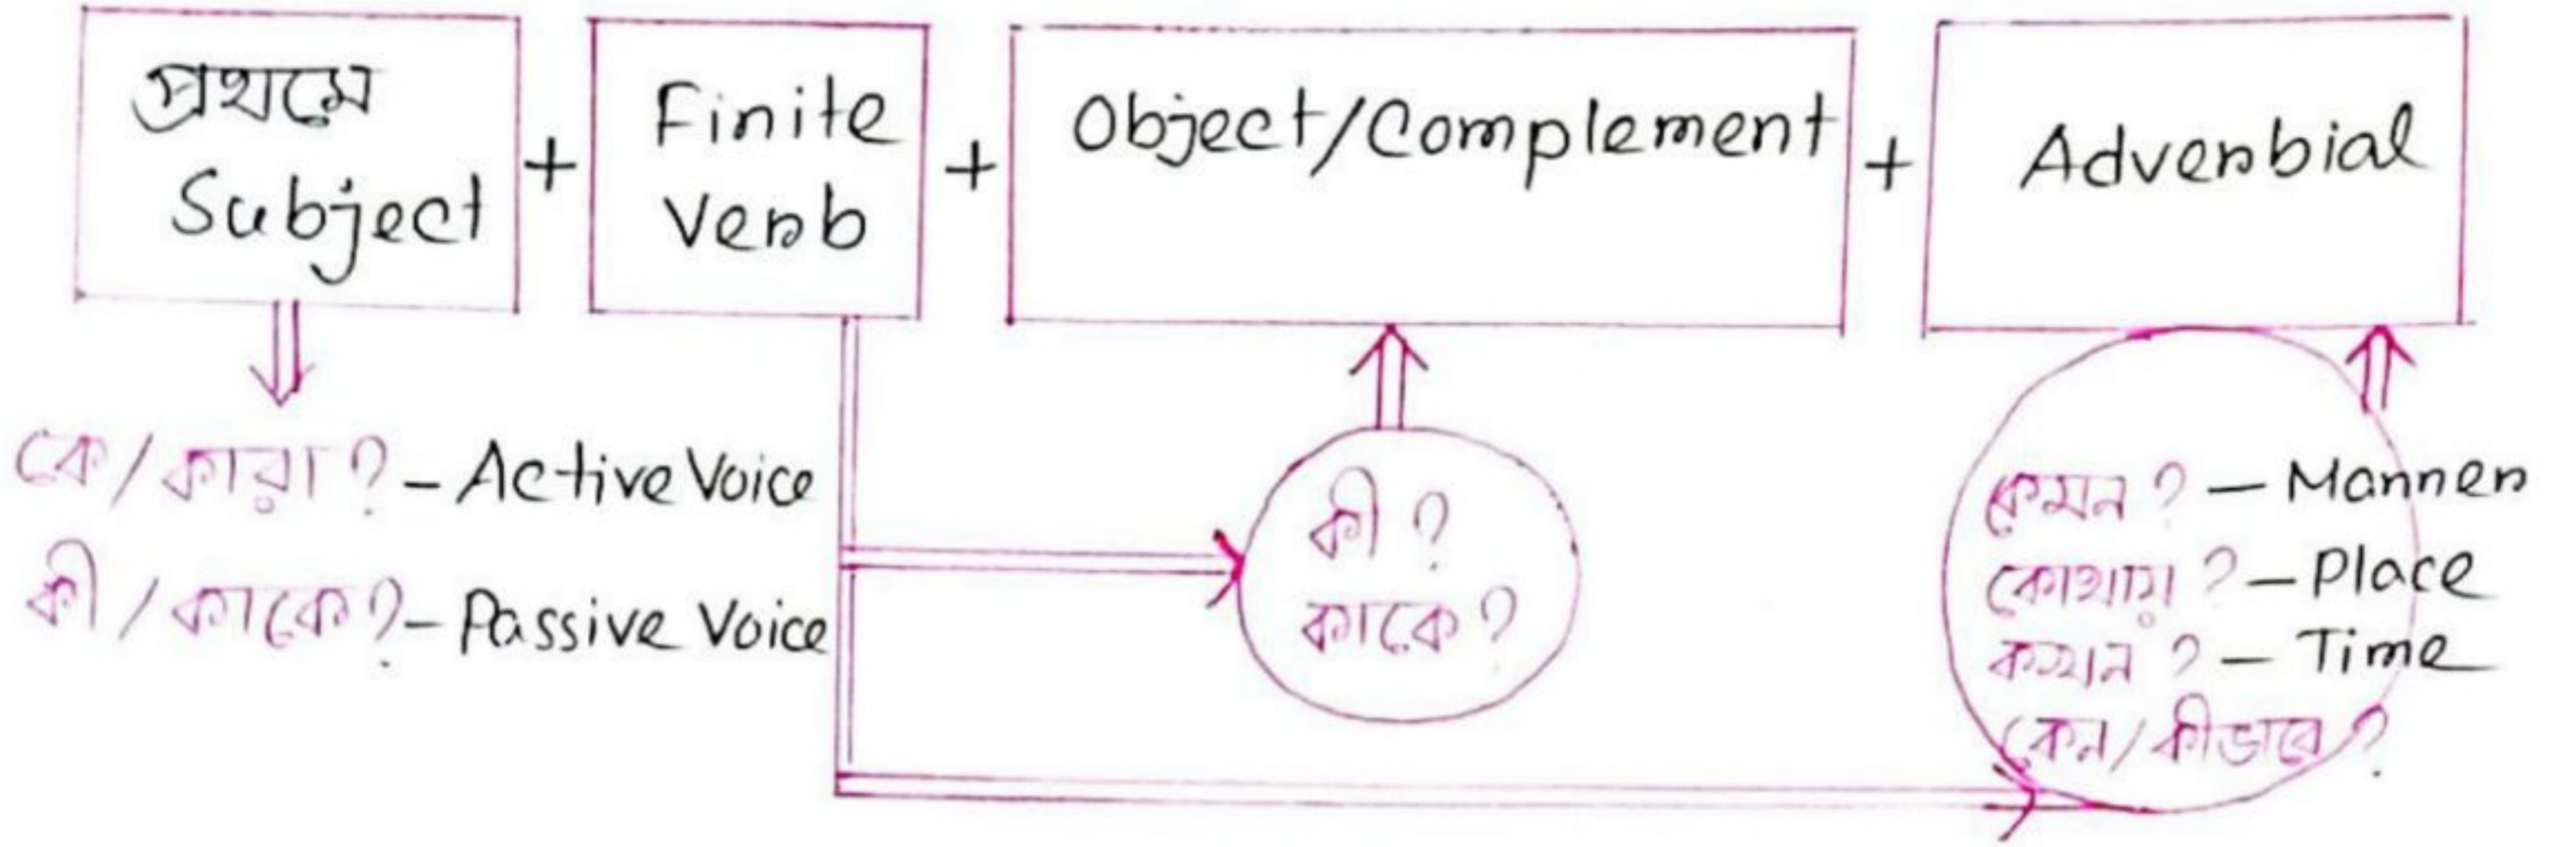 প্রথমে
Subject
+
Finite
Verb
+
Object/Complement
+
Adverbial
কে/কারা? - Active Voice
কী/কাকে? - Passive Voice
কী?
কাকে?
কেমন? - Manner
কোথায়? - Place
কখন? - Time
কেন/কীভাবে?